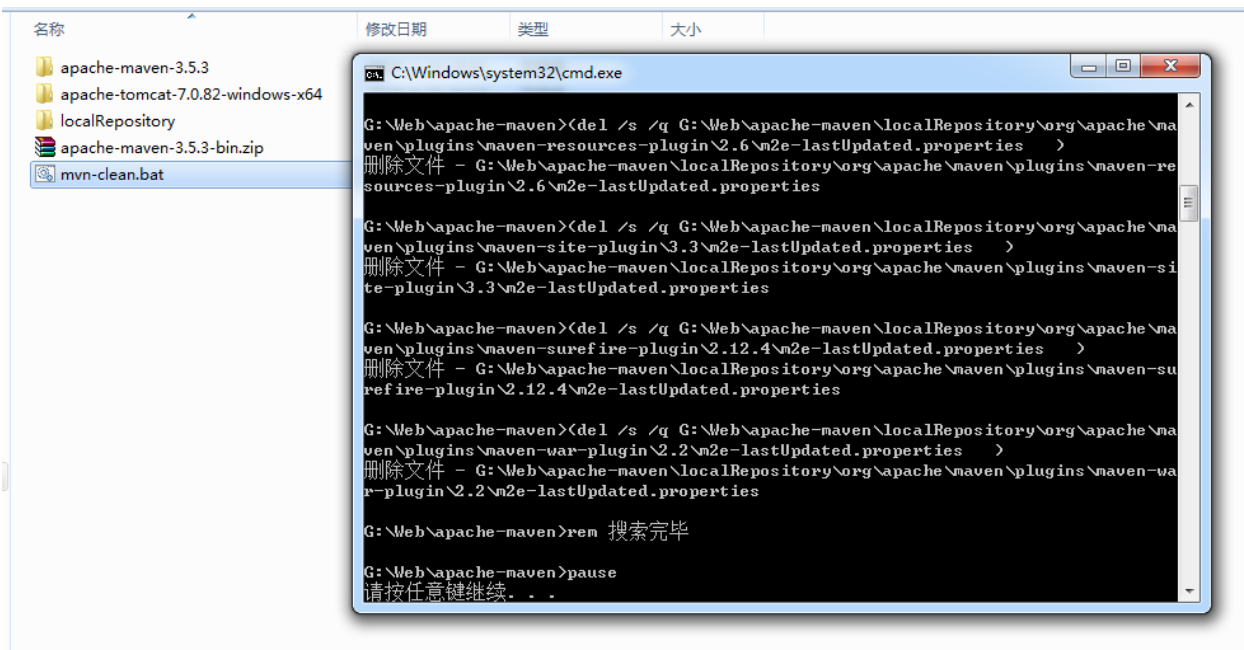 名称 修改日期 类型 大小
apache-maven-3.5.3
apache-tomcat-7.0.82-windows-x64
localRepository
apache-maven-3.5.3-bin.zip
mvn-clean.bat
C:\Windows\system32\cmd.exe
G:\Web\apache-maven>(del /s /q G:\Web\apache-maven\localRepository\org\apache\ma
ven\plugins\maven-resources-plugin\2.6\m2e-lastUpdated.properties   )
删除文件 - G:\Web\apache-maven\localRepository\org\apache\maven\plugins\maven-re
sources-plugin\2.6\m2e-lastUpdated.properties
G:\Web\apache-maven>(del /s /q G:\Web\apache-maven\localRepository\org\apache\ma
ven\plugins\maven-site-plugin\3.3\m2e-lastUpdated.properties   )
删除文件 - G:\Web\apache-maven\localRepository\org\apache\maven\plugins\maven-si
te-plugin\3.3\m2e-lastUpdated.properties
G:\Web\apache-maven>(del /s /q G:\Web\apache-maven\localRepository\org\apache\ma
ven\plugins\maven-surefire-plugin\2.12.4\m2e-lastUpdated.properties   )
删除文件 - G:\Web\apache-maven\localRepository\org\apache\maven\plugins\maven-su
refire-plugin\2.12.4\m2e-lastUpdated.properties
G:\Web\apache-maven>(del /s /q G:\Web\apache-maven\localRepository\org\apache\ma
ven\plugins\maven-war-plugin\2.2\m2e-lastUpdated.properties   )
删除文件 - G:\Web\apache-maven\localRepository\org\apache\maven\plugins\maven-wa
r-plugin\2.2\m2e-lastUpdated.properties
G:\Web\apache-maven>rem 搜索完毕
G:\Web\apache-maven>pause
请按任意键继续. . .